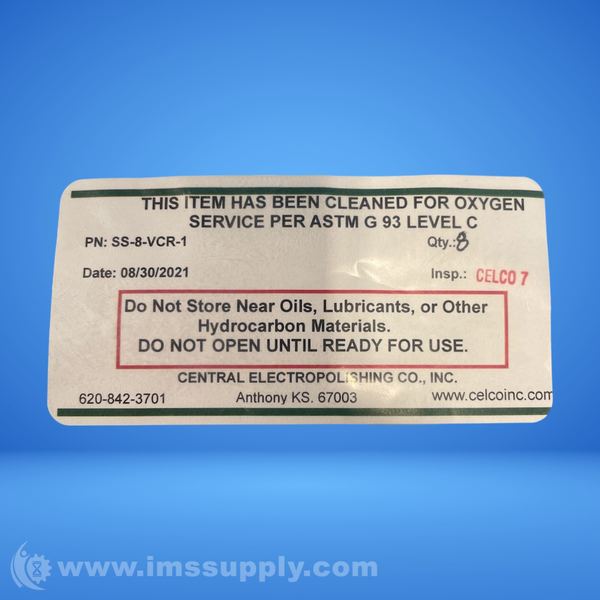 THIS ITEM HAS BEEN CLEANED FOR OXYGEN
SERVICE PER ASTM G 93 LEVEL C
PN: SS-8-VCR-1 Qty.:8
Date: 08/30/2021 Insp.: CELCO 7
Do Not Store Near Oils, Lubricants, or Other
Hydrocarbon Materials.
DO NOT OPEN UNTIL READY FOR USE.
CENTRAL ELECTROPOLISHING CO., INC.
620-842-3701 Anthony KS. 67003 www.celcoinc.com
www.imssupply.com